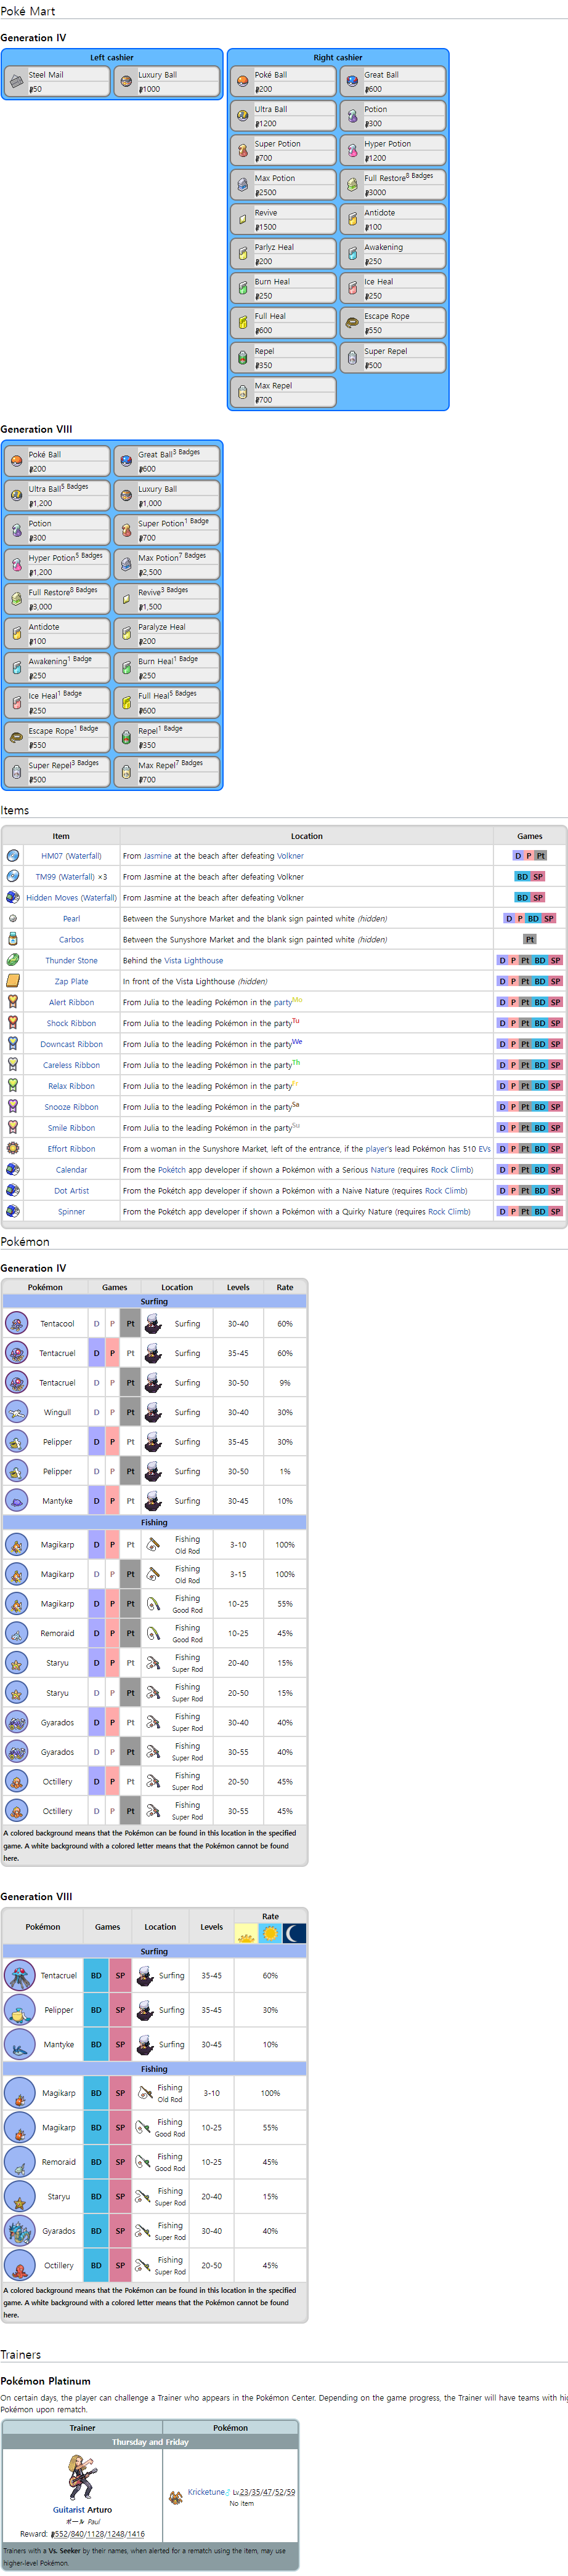 Poké Mart
Generation IV
Left cashier
Steel Mail
₽50
Luxury Ball
₽1000
Right cashier
Poké Ball
₽200
Great Ball
₽600
Ultra Ball
₽1200
Potion
₽300
Super Potion
₽700
Hyper Potion
₽1200
Max Potion
₽2500
Full Restore8 Badges
₽3000
Revive
₽1500
Antidote
₽100
Parlyz Heal
₽200
Awakening
₽250
Burn Heal
₽250
Ice Heal
₽250
Full Heal
₽600
Escape Rope
₽550
Repel
₽350
Super Repel
₽500
Max Repel
₽700
Generation VIII
Poké Ball
₽200
Great Ball3 Badges
₽600
Ultra Ball5 Badges
₽1,200
Luxury Ball
₽1,000
Potion
₽300
Super Potion1 Badge
₽700
Hyper Potion5 Badges
₽1,200
Max Potion7 Badges
₽2,500
Full Restore8 Badges
₽3,000
Revive3 Badges
₽1,500
Antidote
₽100
Paralyze Heal
₽200
Awakening1 Badge
₽250
Burn Heal1 Badge
₽250
Ice Heal1 Badge
₽250
Full Heal5 Badges
₽600
Escape Rope1 Badge
₽550
Repel1 Badge
₽350
Super Repel3 Badges
₽500
Max Repel7 Badges
₽700
Items
Item Location Games
HM07 (Waterfall) From Jasmine at the beach after defeating Volkner D P Pt
TM99 (Waterfall) ×3 From Jasmine at the beach after defeating Volkner BD SP
Hidden Moves (Waterfall) From Jasmine at the beach after defeating Volkner BD SP
Pearl Between the Sunyshore Market and the blank sign painted white (hidden) D P BD SP
Carbos Between the Sunyshore Market and the blank sign painted white (hidden) Pt
Thunder Stone Behind the Vista Lighthouse D P Pt BD SP
Zap Plate In front of the Vista Lighthouse (hidden) D P Pt BD SP
Alert Ribbon From Julia to the leading Pokémon in the partyMo D P Pt BD SP
Shock Ribbon From Julia to the leading Pokémon in the partyTu D P Pt BD SP
Downcast Ribbon From Julia to the leading Pokémon in the partyWe D P Pt BD SP
Careless Ribbon From Julia to the leading Pokémon in the partyTh D P Pt BD SP
Relax Ribbon From Julia to the leading Pokémon in the partyFr D P Pt BD SP
Snooze Ribbon From Julia to the leading Pokémon in the partySa D P Pt BD SP
Smile Ribbon From Julia to the leading Pokémon in the partySu D P Pt BD SP
Effort Ribbon From a woman in the Sunyshore Market, left of the entrance, if the player's lead Pokémon has 510 EVs D P Pt BD SP
Calendar From the Pokétch app developer if shown a Pokémon with a Serious Nature (requires Rock Climb) D P Pt BD SP
Dot Artist From the Pokétch app developer if shown a Pokémon with a Naive Nature (requires Rock Climb) D P Pt BD SP
Spinner From the Pokétch app developer if shown a Pokémon with a Quirky Nature (requires Rock Climb) D P Pt BD SP
Pokémon
Generation IV
Pokémon Games Location Levels Rate
Surfing
Tentacool D P Pt Surfing 30-40 60%
Tentacruel D P Pt Surfing 35-45 60%
Tentacruel D P Pt Surfing 30-50 9%
Wingull D P Pt Surfing 30-40 30%
Pelipper D P Pt Surfing 35-45 30%
Pelipper D P Pt Surfing 30-50 1%
Mantyke D P Pt Surfing 30-45 10%
Fishing
Magikarp D P Pt Fishing Old Rod 3-10 100%
Magikarp D P Pt Fishing Old Rod 3-15 100%
Magikarp D P Pt Fishing Good Rod 10-25 55%
Remoraid D P Pt Fishing Good Rod 10-25 45%
Staryu D P Pt Fishing Super Rod 20-40 15%
Staryu D P Pt Fishing Super Rod 20-50 15%
Gyarados D P Pt Fishing Super Rod 30-40 40%
Gyarados D P Pt Fishing Super Rod 30-55 40%
Octillery D P Pt Fishing Super Rod 20-50 45%
Octillery D P Pt Fishing Super Rod 30-55 45%
A colored background means that the Pokémon can be found in this location in the specified
game. A white background with a colored letter means that the Pokémon cannot be found
here.
Generation VIII
Pokémon Games Location Levels Rate
Surfing
Tentacruel BD SP Surfing 35-45 60%
Pelipper BD SP Surfing 35-45 30%
Mantyke BD SP Surfing 30-45 10%
Fishing
Magikarp BD SP Fishing Old Rod 3-10 100%
Magikarp BD SP Fishing Good Rod 10-25 55%
Remoraid BD SP Fishing Good Rod 10-25 45%
Staryu BD SP Fishing Super Rod 20-40 15%
Gyarados BD SP Fishing Super Rod 30-40 40%
Octillery BD SP Fishing Super Rod 20-50 45%
A colored background means that the Pokémon can be found in this location in the specified
game. A white background with a colored letter means that the Pokémon cannot be found
here.
Trainers
Pokémon Platinum
On certain days, the player can challenge a Trainer who appears in the Pokémon Center. Depending on the game progress, the Trainer will have teams with hig
Pokémon upon rematch.
Trainer Pokémon
Thursday and Friday
Guitarist Arturo
ポール Paul
Reward: ₽552/840/1128/1248/1416
Kricketune♂ Lv.23/35/47/52/59
No item
Trainers with a Vs. Seeker by their names, when alerted for a rematch using the item, may use
higher-level Pokémon.